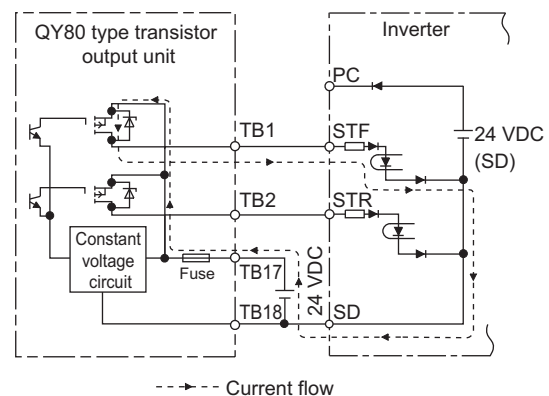 QY80 type transistor
output unit
Inverter
PC
TB1
STF
24 VDC
(SD)
TB2
STR
Constant
voltage
circuit
Fuse
TB17
24 VDC
TB18
SD
Current flow